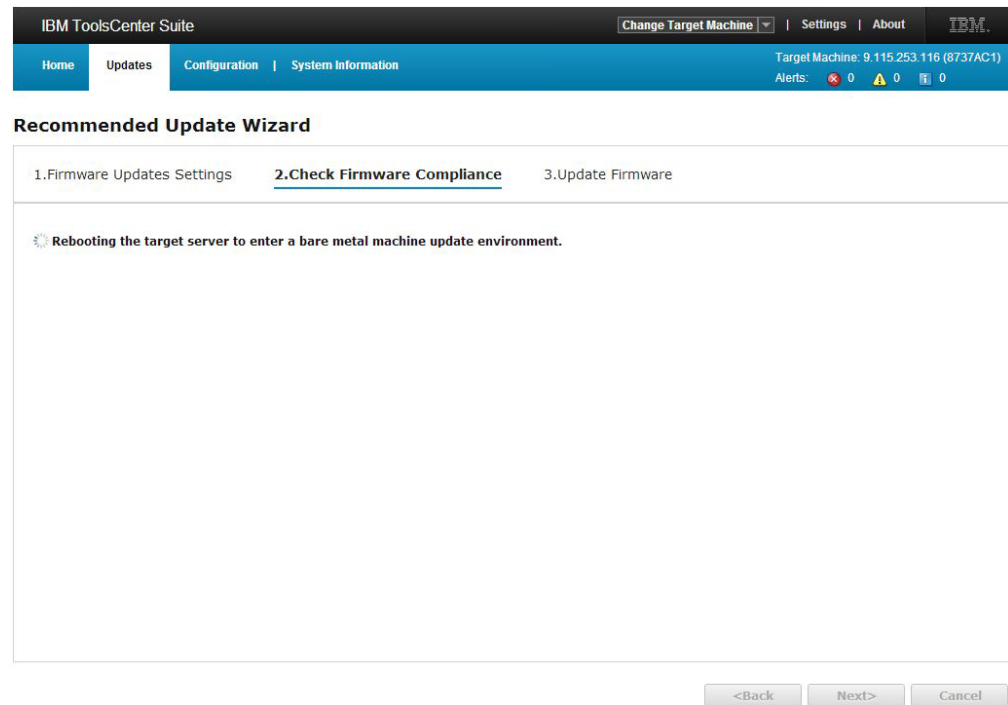 IBM ToolsCenter Suite
Change Target Machine | Settings | About IBM.
Home Updates Configuration | System Information
Target Machine: 9.115.253.116 (8737AC1)
Alerts: 0 0 0
Recommended Update Wizard
1.Firmware Updates Settings 2.Check Firmware Compliance 3.Update Firmware
Rebooting the target server to enter a bare metal machine update environment.
<Back Next> Cancel